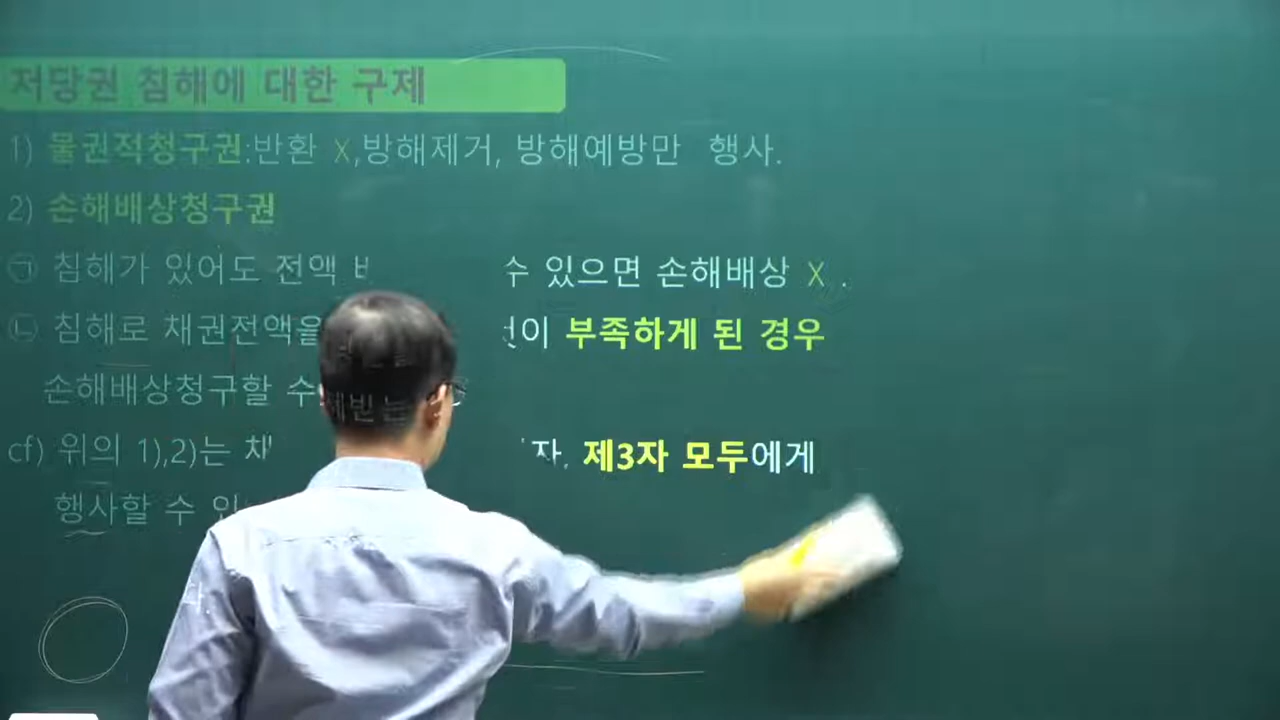 저당권 침해에 대한 구제
1) 물권적청구권:반환 X,방해제거, 방해예방만 행사.
2) 손해배상청구권
㉠ 침해가 있어도 전액 수 있으면 손해배상 X .
㉡ 침해로 채권전액을 부족하게 된 경우
손해배상청구할 수
cf) 위의 1),2)는 제3자 모두에게
행사할 수